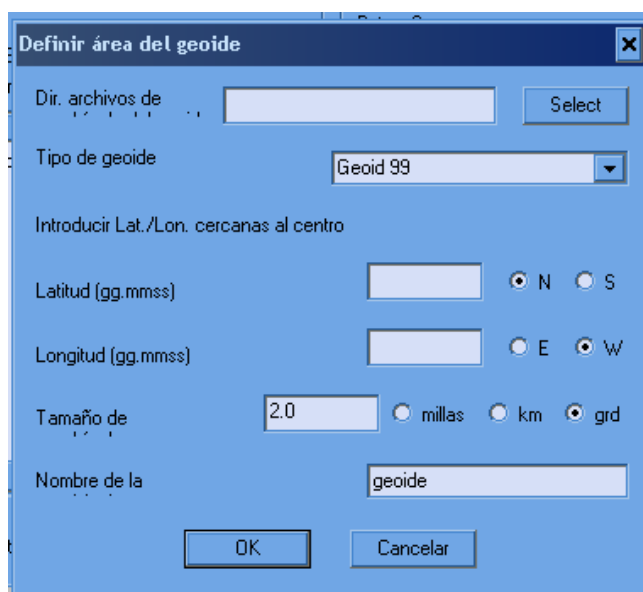 Definir área del geoide
Dir. archivos de
Select
Tipo de geoide
Geoid 99
Introducir Lat./Lon. cercanas al centro
Latitud (gg.mmss)
N
S
Longitud (gg.mmss)
E
W
Tamaño de
2.0
millas
km
grd
Nombre de la
geoide
OK
Cancelar